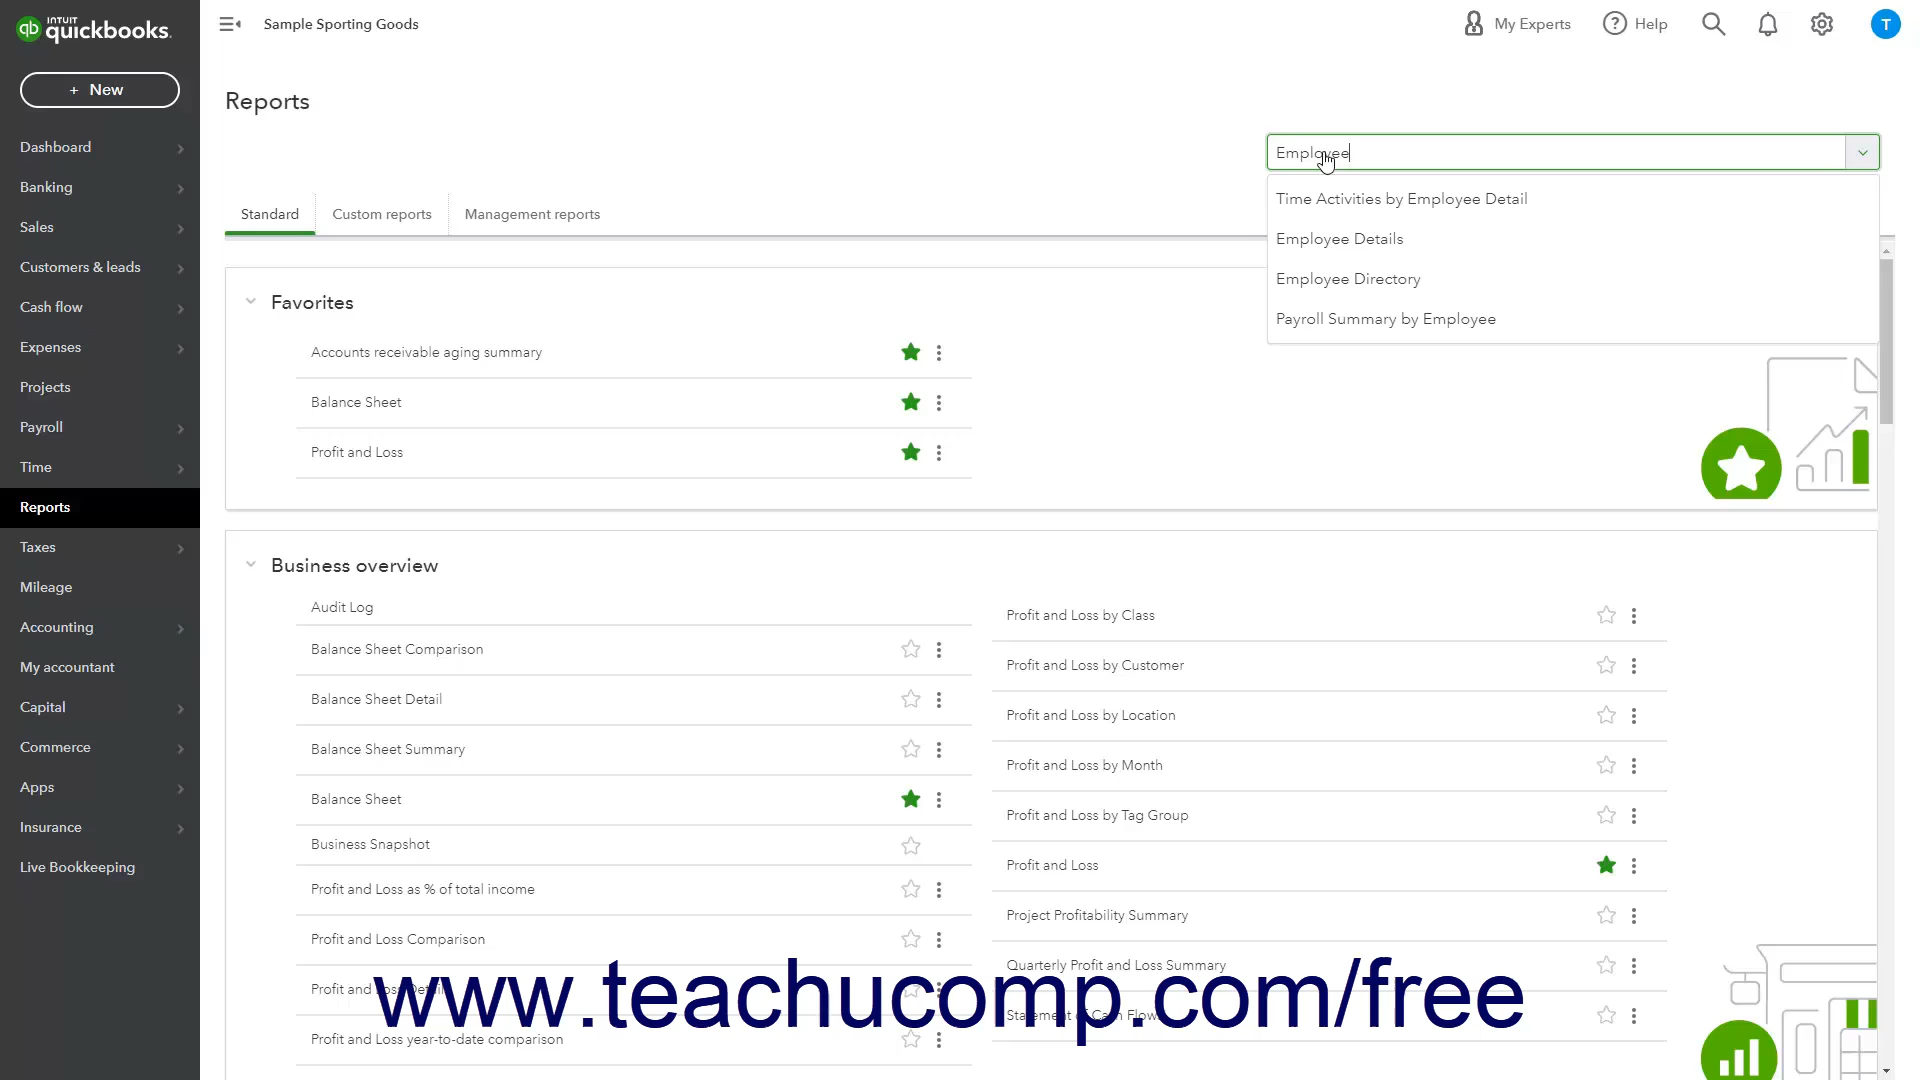 INTUIT
qb quickbooks.
+ New
Dashboard
Banking
Sales
Customers & leads
Cash flow
Expenses
Projects
Payroll
Time
Reports
Taxes
Mileage
Accounting
My accountant
Capital
Commerce
Apps
Insurance
Live Bookkeeping
Sample Sporting Goods
My Experts
? Help
T
Reports
Employee
Time Activities by Employee Detail
Employee Details
Employee Directory
Payroll Summary by Employee
Standard
Custom reports
Management reports
Favorites
Accounts receivable aging summary
Balance Sheet
Profit and Loss
Business overview
Audit Log
Balance Sheet Comparison
Balance Sheet Detail
Balance Sheet Summary
Balance Sheet
Business Snapshot
Profit and Loss as % of total income
Profit and Loss Comparison
Profit and Loss Detail
Profit and Loss year-to-date comparison
Profit and Loss by Class
Profit and Loss by Customer
Profit and Loss by Location
Profit and Loss by Month
Profit and Loss by Tag Group
Profit and Loss
Project Profitability Summary
Quarterly Profit and Loss Summary
Statement of Cash Flows
www.teachucomp.com/free